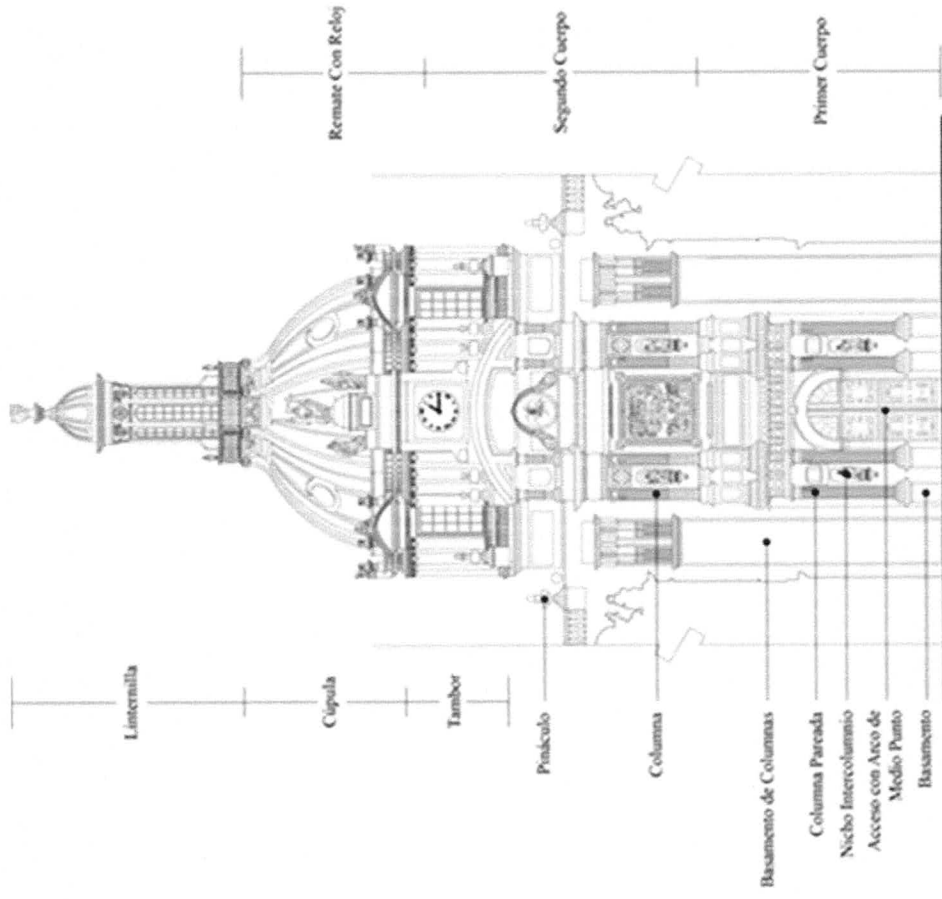 Linternilla
Cúpula
Tambor
Pináculo
Columna
Basamento de Columnas
Columna Pareada
Nicho Intercolumnio
Acceso con Arco de
Medio Punto
Basamento
Remate Con Reloj
Segundo Cuerpo
Primer Cuerpo